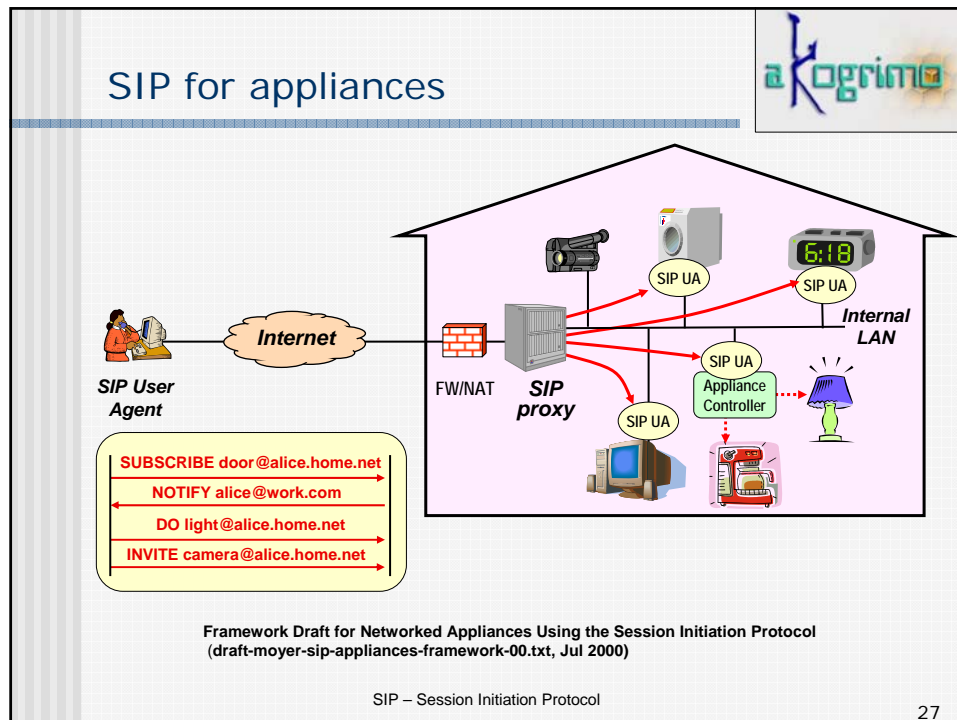 SIP for appliances
akogrimo
6:18
SIP UA
SIP UA
Internet
Internal
LAN
SIP User
Agent
FW/NAT
SIP
proxy
SIP UA
Appliance
Controller
SIP UA
SUBSCRIBE door@alice.home.net
NOTIFY alice@work.com
DO light@alice.home.net
INVITE camera@alice.home.net
Framework Draft for Networked Appliances Using the Session Initiation Protocol
(draft-moyer-sip-appliances-framework-00.txt, Jul 2000)
SIP – Session Initiation Protocol
27